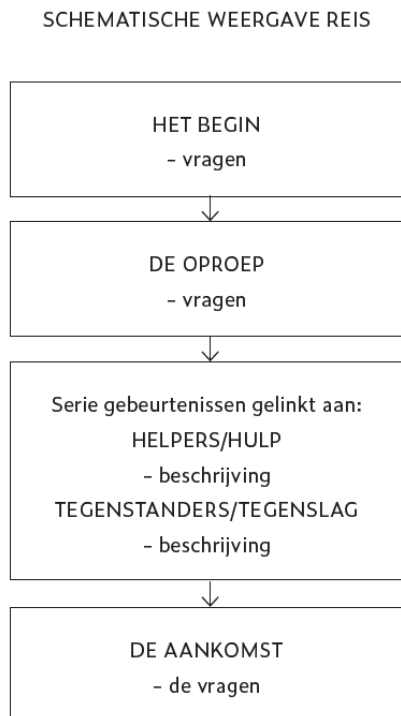 SCHEMATISCHE WEERGAVE REIS
HET BEGIN
– vragen
DE OPROEP
– vragen
Serie gebeurtenissen gelinkt aan:
HELPERS/HULP
– beschrijving
TEGENSTANDERS/TEGENSLAG
– beschrijving
DE AANKOMST
– de vragen